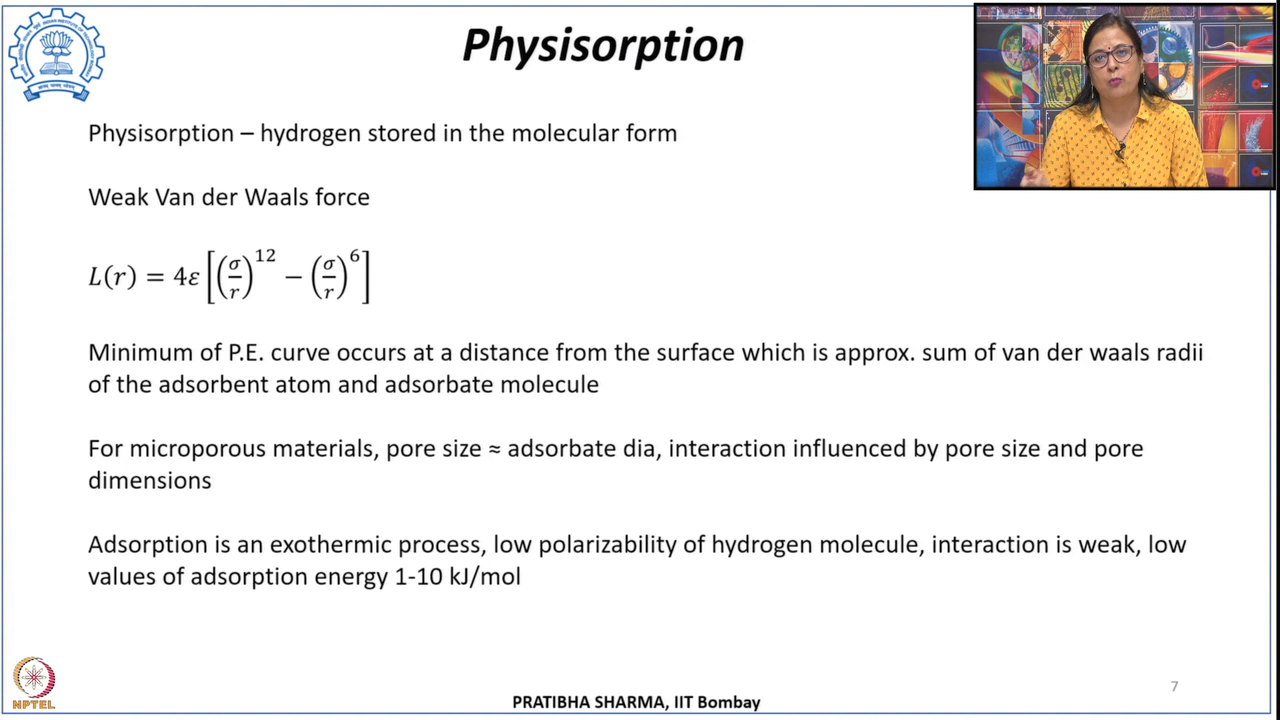 Physisorption
Physisorption – hydrogen stored in the molecular form
Weak Van der Waals force
L(r) = 4ε [(σ/r)^12 − (σ/r)^6]
Minimum of P.E. curve occurs at a distance from the surface which is approx. sum of van der waals radii
of the adsorbent atom and adsorbate molecule
For microporous materials, pore size ≈ adsorbate dia, interaction influenced by pore size and pore
dimensions
Adsorption is an exothermic process, low polarizability of hydrogen molecule, interaction is weak, low
values of adsorption energy 1-10 kJ/mol
7
NPTEL
PRATIBHA SHARMA, IIT Bombay